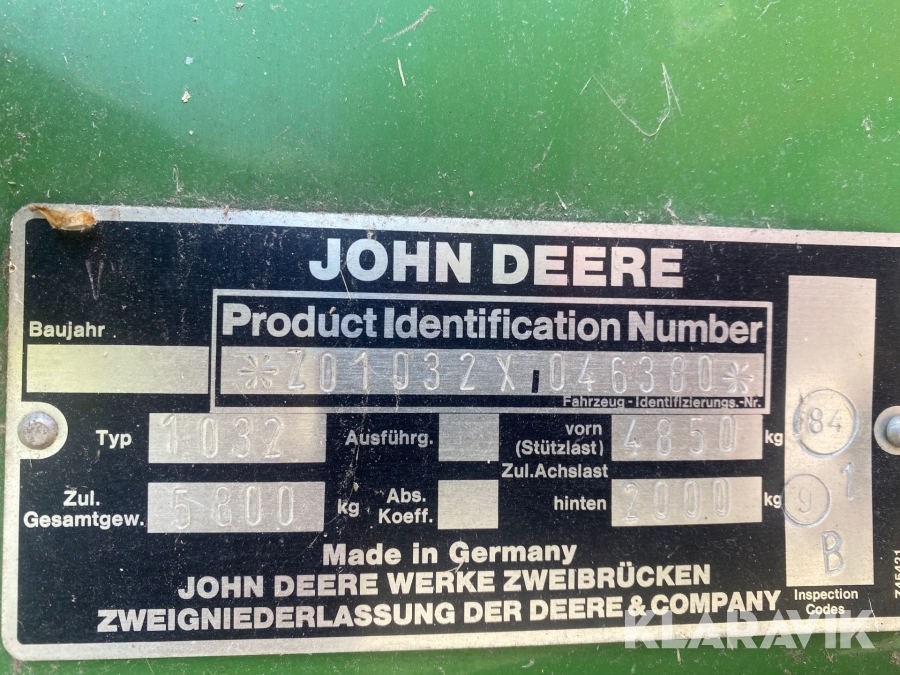 JOHN DEERE
Baujahr
Product Identification Number
*Z01032X,046380*
Fahrzeug-Identifizierungs.-Nr.
Typ 1032 Ausführg. vorn (Stützlast) 4850 kg
Zul.Achslast
Zul. Gesamtgew. 5800 kg Abs. Koeff. hinten 2000 kg
84
1
9
B
Inspection Codes
Made in Germany
JOHN DEERE WERKE ZWEIBRÜCKEN
ZWEIGNIEDERLASSUNG DER DEERE & COMPANY
KLARAVIK